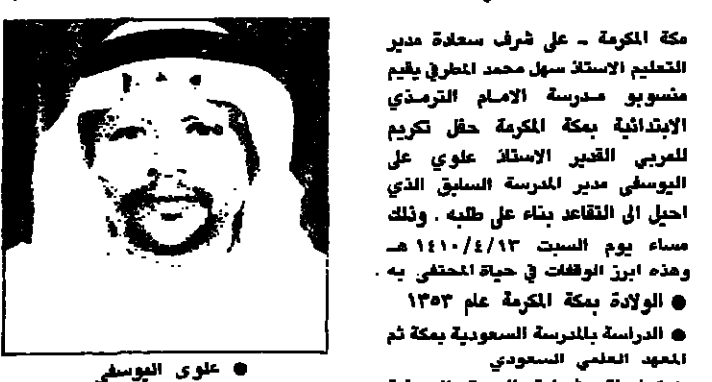 مكة المكرمة ـ على شرف سعادة مدير
التعليم الاستاذ سهل محمد المطرفي يقيم
منسوبو مدرسة الامام الترمذي
الابتدائية بمكة المكرمة حفل تكريم
للمربي القدير الاستاذ علوي على
اليوسفى مدير المدرسة السابق الذي
احيل الى التقاعد بناء على طلبه . وذلك
مساء يوم السبت ١٤١٠/٤/١٣ هـ
وهذه ابرز الوقفات في حياة المحتفى به .
● الولادة بمكة المكرمة عام ١٣٥٣
● الدراسة بالمدرسة السعودية بمكة ثم
المعهد العلمي السعودي
● علوي اليوسفي